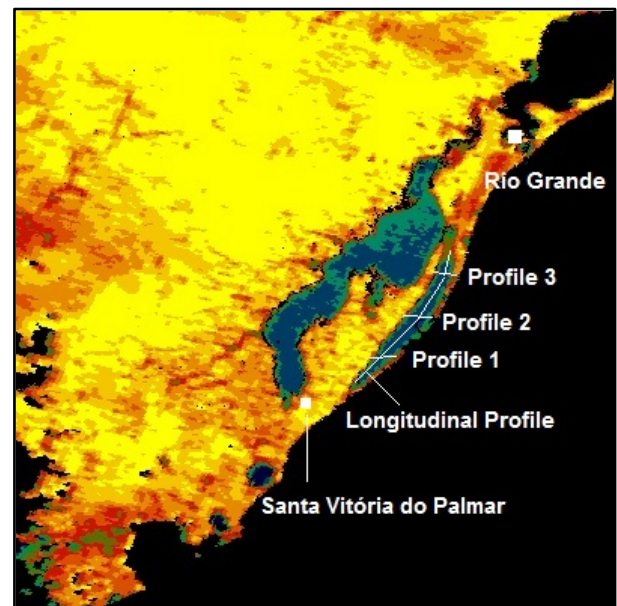 Rio Grande
Profile 3
Profile 2
Profile 1
Longitudinal Profile
Santa Vitória do Palmar